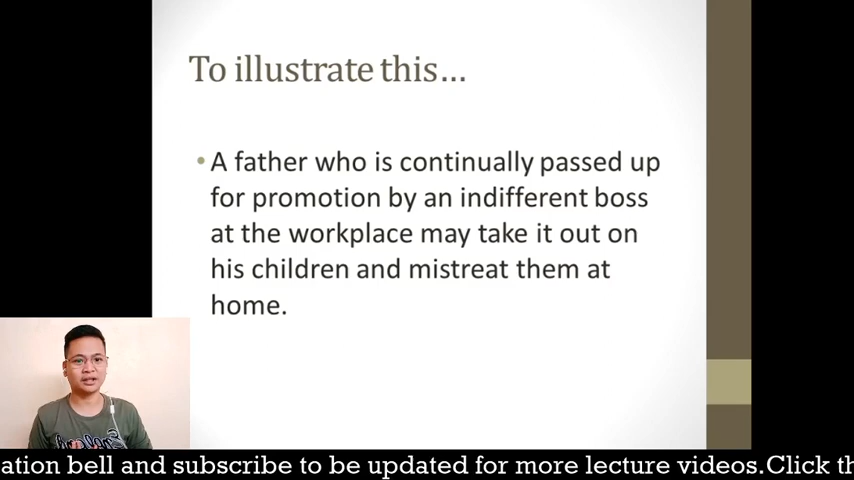 To illustrate this…
• A father who is continually passed up
for promotion by an indifferent boss
at the workplace may take it out on
his children and mistreat them at
home.
ation bell and subscribe to be updated for more lecture videos.Click th